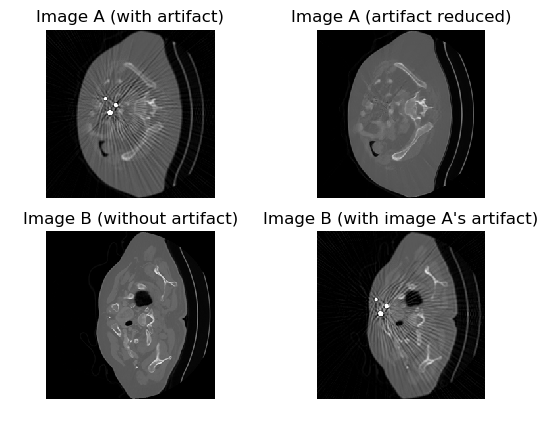 Image A (with artifact)
Image A (artifact reduced)
Image B (without artifact)
Image B (with image A's artifact)